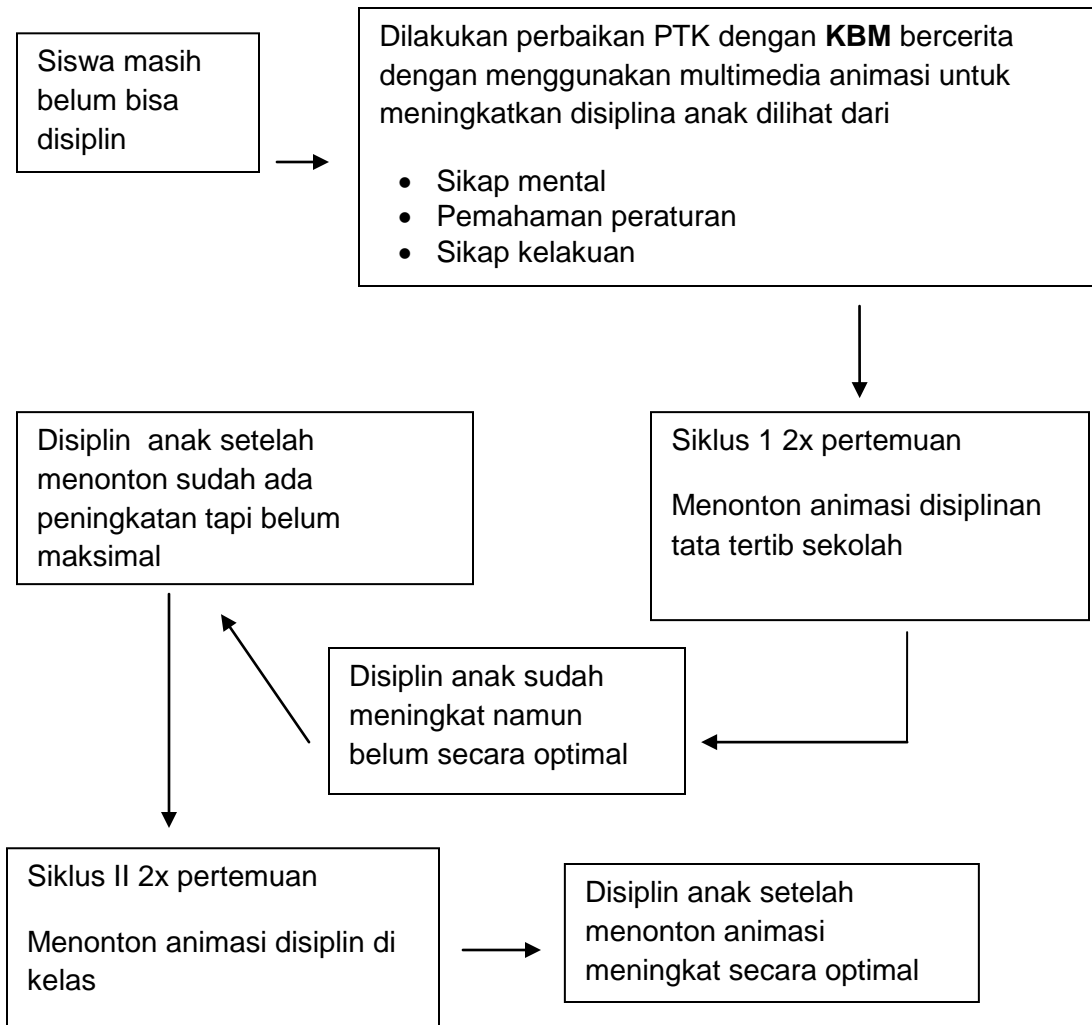 Siswa masih
belum bisa
disiplin
Dilakukan perbaikan PTK dengan KBM bercerita
dengan menggunakan multimedia animasi untuk
meningkatkan disiplina anak dilihat dari
• Sikap mental
• Pemahaman peraturan
• Sikap kelakuan
Siklus 1 2x pertemuan
Menonton animasi disiplinan
tata tertib sekolah
Disiplin anak sudah
meningkat namun
belum secara optimal
Disiplin anak setelah
menonton sudah ada
peningkatan tapi belum
maksimal
Siklus II 2x pertemuan
Menonton animasi disiplin di
kelas
Disiplin anak setelah
menonton animasi
meningkat secara optimal